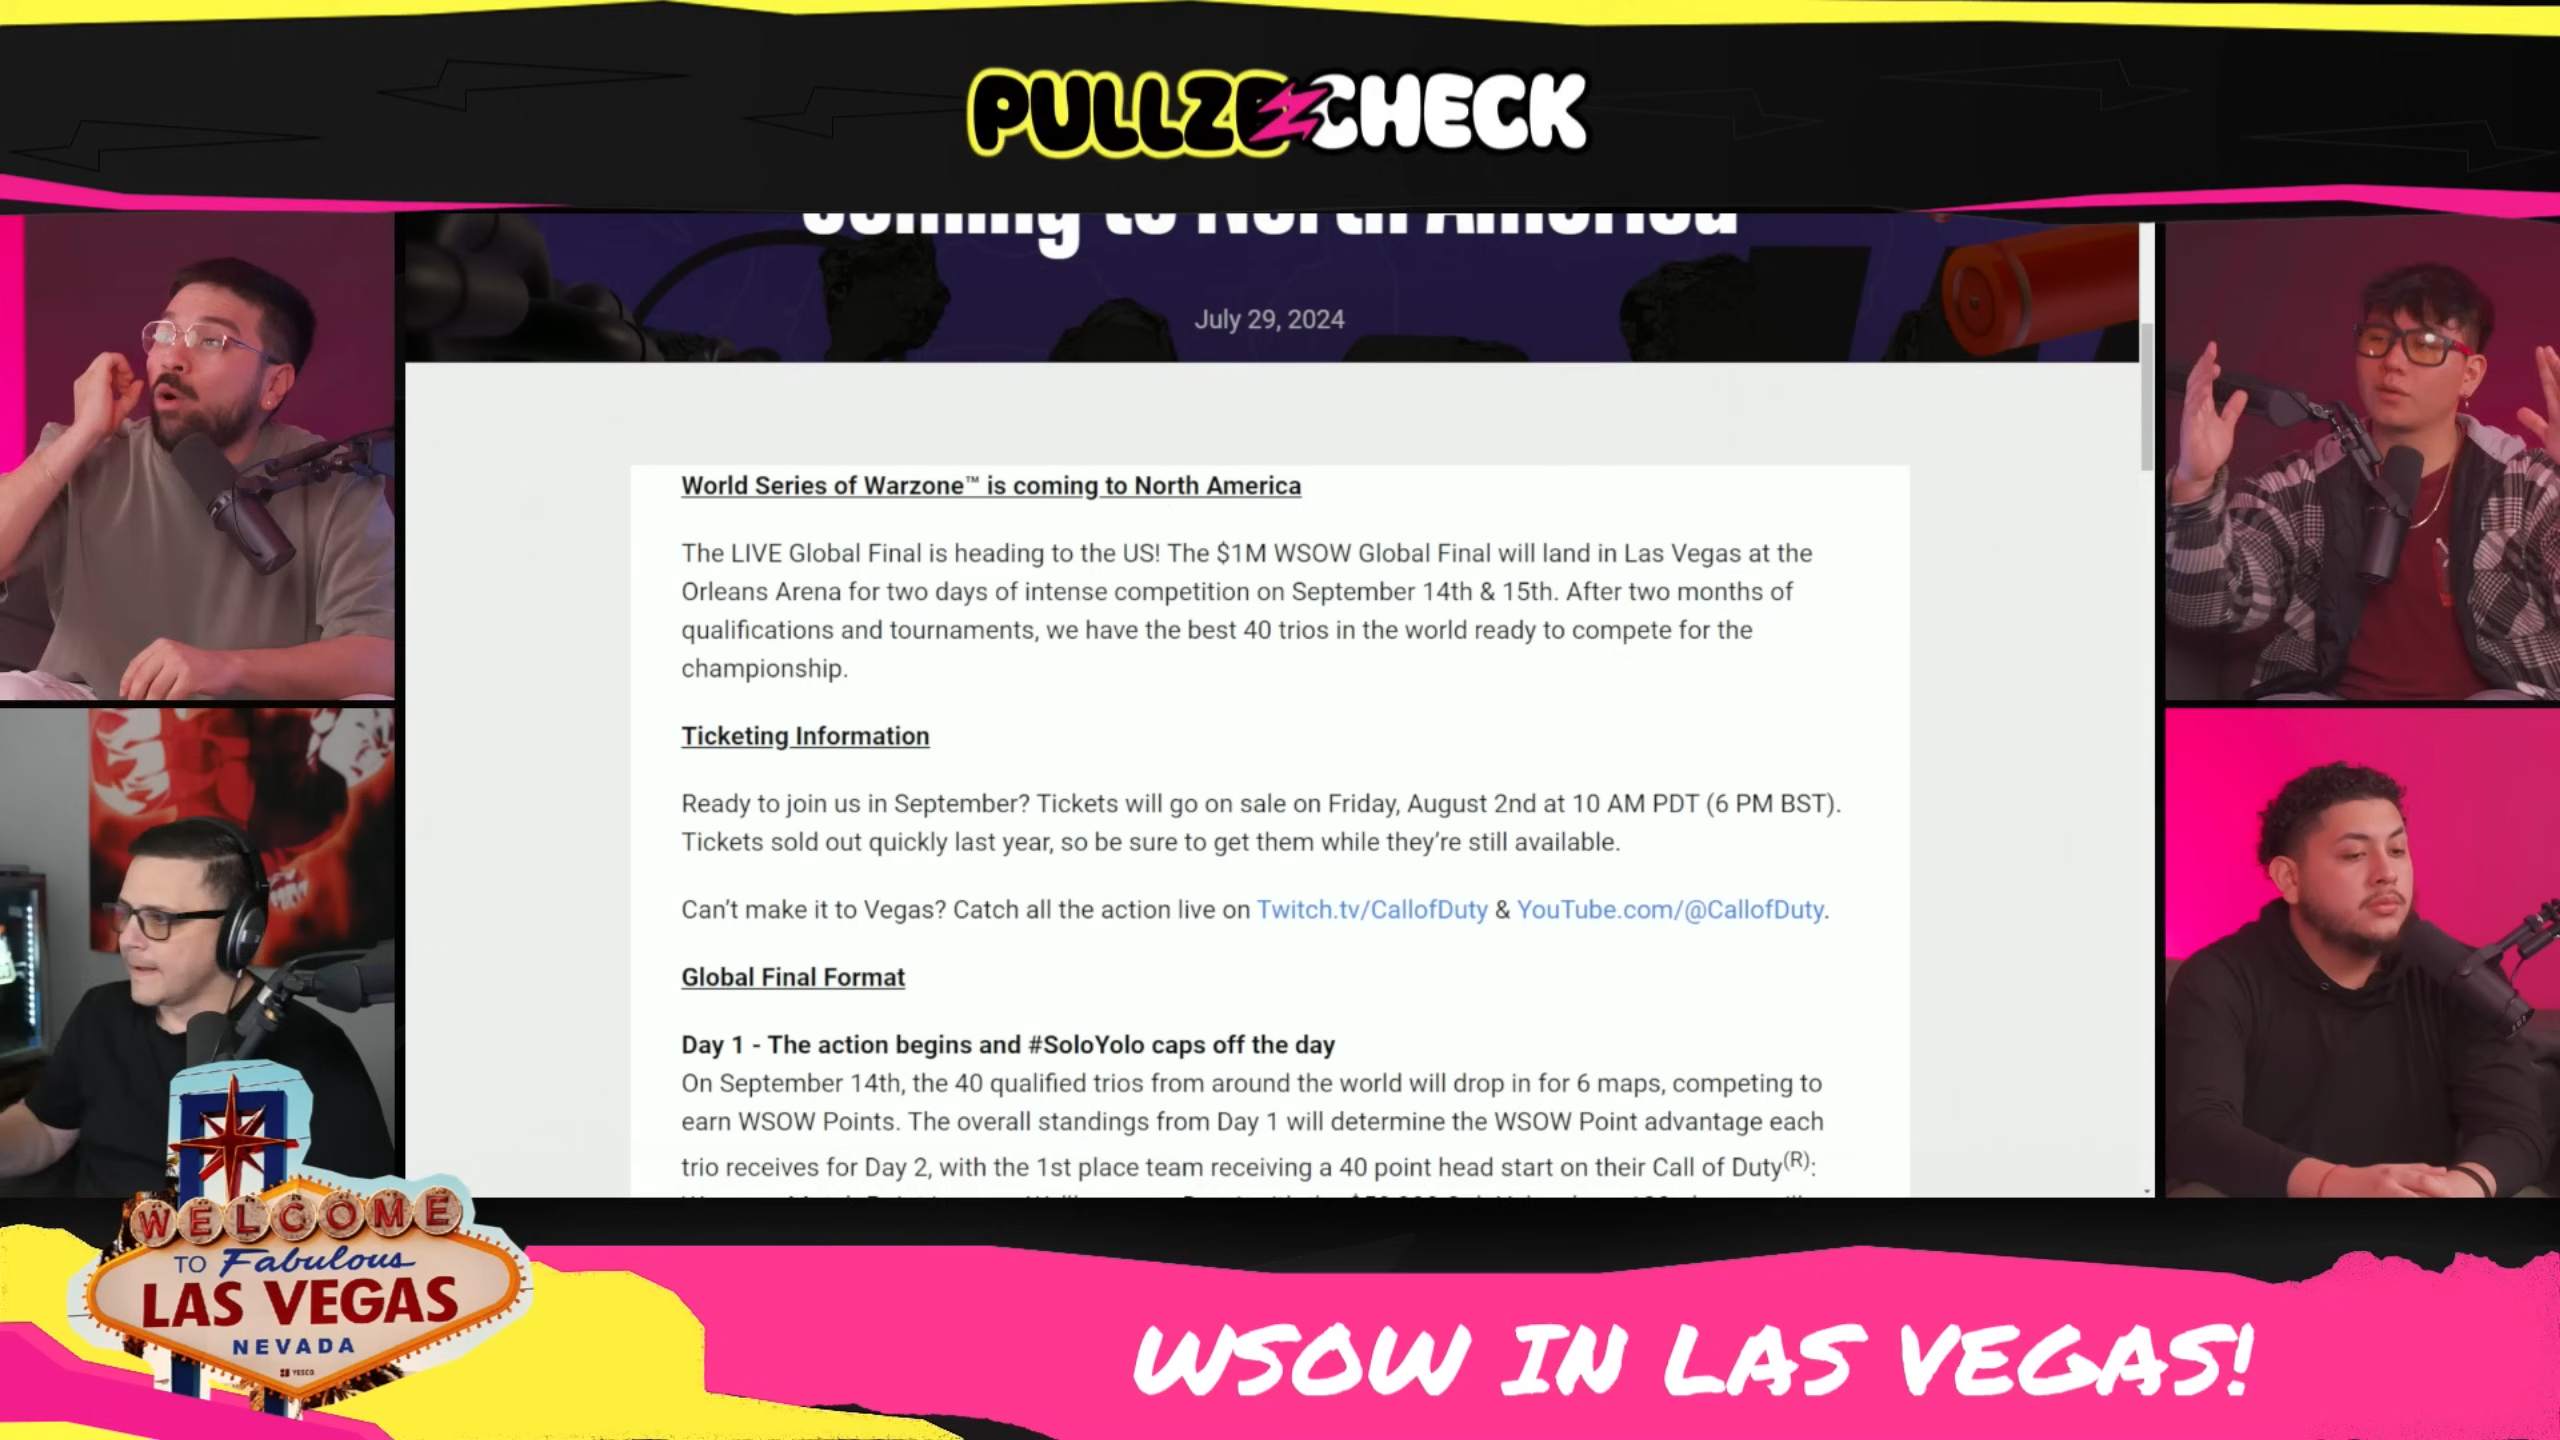 PULLZE CHECK
Coming to North America
July 29, 2024
World Series of Warzone™ is coming to North America
The LIVE Global Final is heading to the US! The $1M WSOW Global Final will land in Las Vegas at the
Orleans Arena for two days of intense competition on September 14th & 15th. After two months of
qualifications and tournaments, we have the best 40 trios in the world ready to compete for the
championship.
Ticketing Information
Ready to join us in September? Tickets will go on sale on Friday, August 2nd at 10 AM PDT (6 PM BST).
Tickets sold out quickly last year, so be sure to get them while they’re still available.
Can’t make it to Vegas? Catch all the action live on Twitch.tv/CallofDuty & YouTube.com/@CallofDuty.
Global Final Format
Day 1 - The action begins and #SoloYolo caps off the day
On September 14th, the 40 qualified trios from around the world will drop in for 6 maps, competing to
earn WSOW Points. The overall standings from Day 1 will determine the WSOW Point advantage each
trio receives for Day 2, with the 1st place team receiving a 40 point head start on their Call of Duty(R):
WELCOME
TO Fabulous
LAS VEGAS
NEVADA
YESCO
WSOW IN LAS VEGAS!